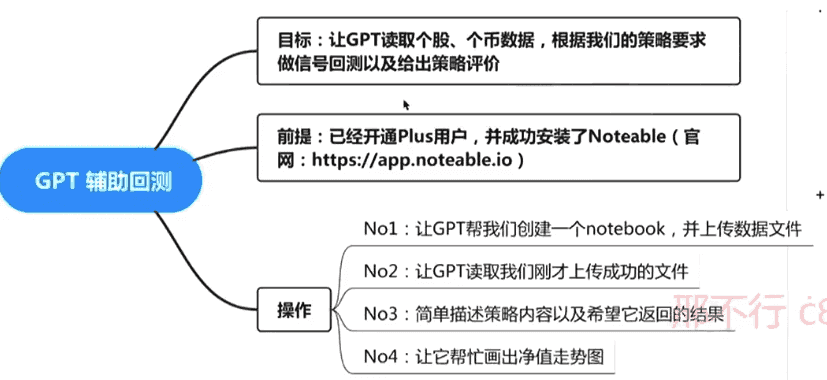 GPT 辅助回测
目标：让GPT读取个股、个币数据，根据我们的策略要求
做信号回测以及给出策略评价
前提：已经开通Plus用户，并成功安装了Noteable（官
网：https://app.noteable.io）
操作
No1：让GPT帮我们创建一个notebook，并上传数据文件
No2：让GPT读取我们刚才上传成功的文件
No3：简单描述策略内容以及希望它返回的结果
No4：让它帮忙画出净值走势图
不行